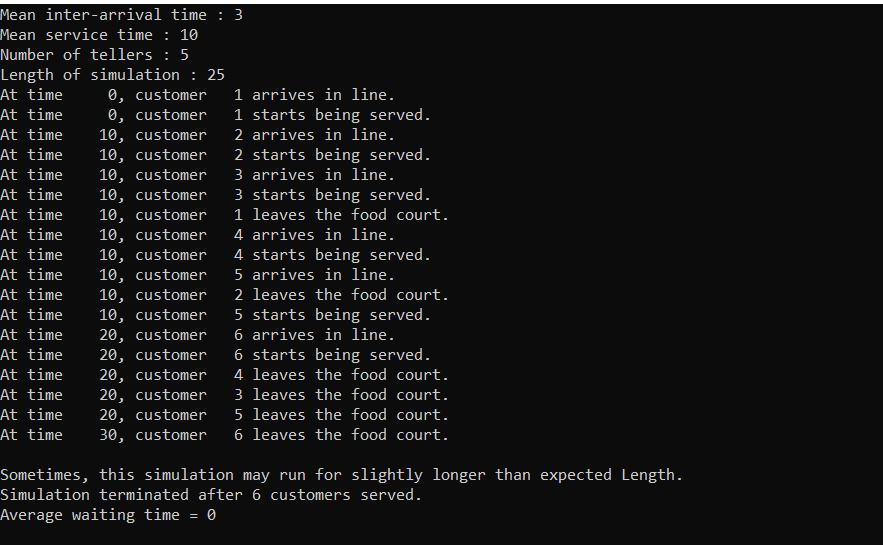 Mean inter-arrival time : 3
Mean service time : 10
Number of tellers : 5
Length of simulation : 25
At time     0, customer   1 arrives in line.
At time     0, customer   1 starts being served.
At time    10, customer   2 arrives in line.
At time    10, customer   2 starts being served.
At time    10, customer   3 arrives in line.
At time    10, customer   3 starts being served.
At time    10, customer   1 leaves the food court.
At time    10, customer   4 arrives in line.
At time    10, customer   4 starts being served.
At time    10, customer   5 arrives in line.
At time    10, customer   2 leaves the food court.
At time    10, customer   5 starts being served.
At time    20, customer   6 arrives in line.
At time    20, customer   6 starts being served.
At time    20, customer   4 leaves the food court.
At time    20, customer   3 leaves the food court.
At time    20, customer   5 leaves the food court.
At time    30, customer   6 leaves the food court.

Sometimes, this simulation may run for slightly longer than expected Length.
Simulation terminated after 6 customers served.
Average waiting time = 0